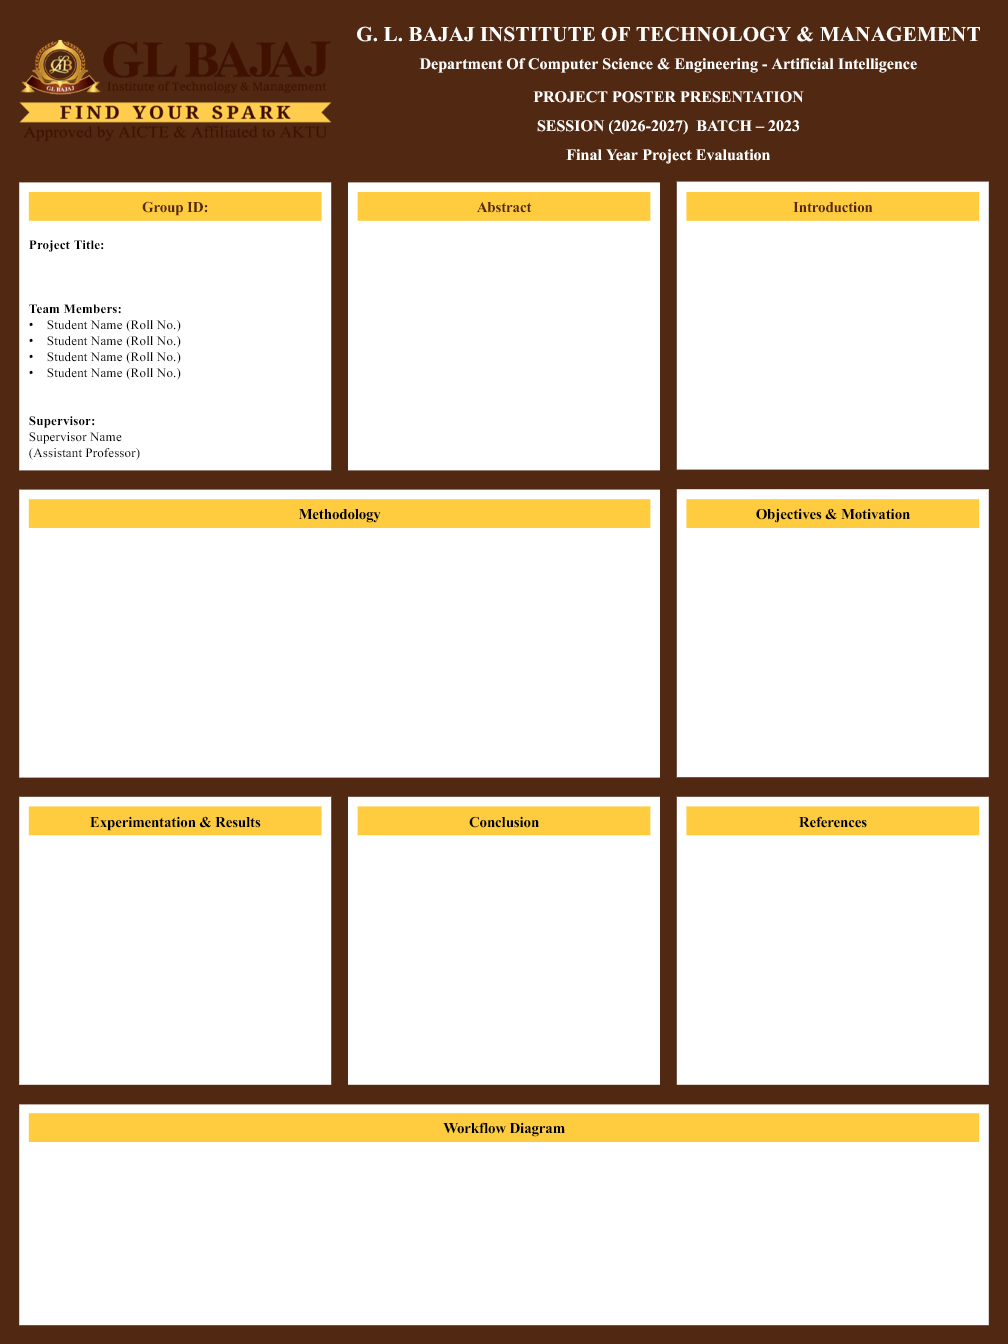 GL BAJAJ
Institute of Technology & Management
GL BAJAJ
FIND YOUR SPARK
Approved by AICTE & Affiliated to AKTU
G. L. BAJAJ INSTITUTE OF TECHNOLOGY & MANAGEMENT
Department Of Computer Science & Engineering - Artificial Intelligence
PROJECT POSTER PRESENTATION
SESSION (2026-2027) BATCH – 2023
Final Year Project Evaluation
Group ID:
Project Title:
Team Members:
• Student Name (Roll No.)
• Student Name (Roll No.)
• Student Name (Roll No.)
• Student Name (Roll No.)
Supervisor:
Supervisor Name
(Assistant Professor)
Abstract
Introduction
Methodology
Objectives & Motivation
Experimentation & Results
Conclusion
References
Workflow Diagram